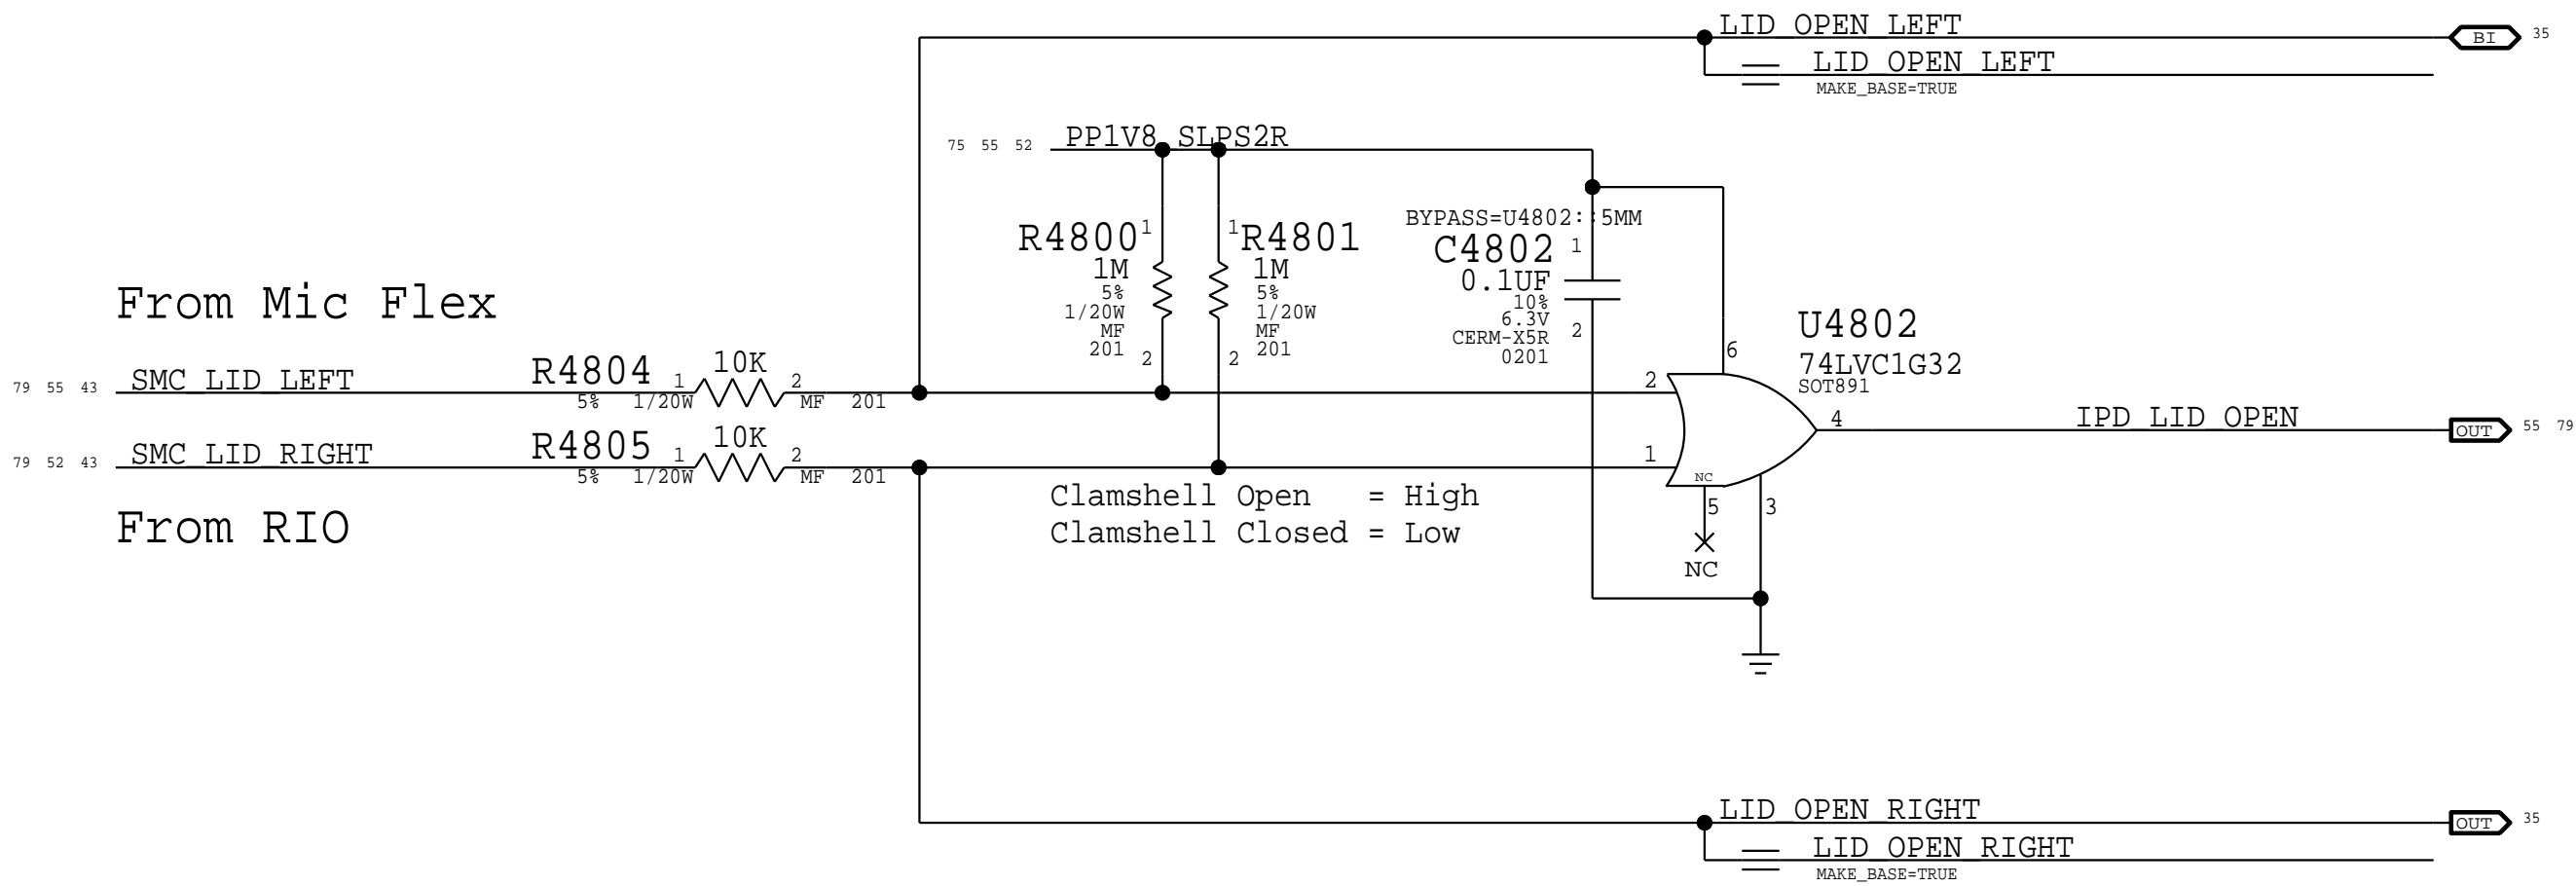 LID_OPEN_LEFT
BI 35
LID_OPEN_LEFT
MAKE_BASE=TRUE
75 55 52 PP1V8_SLPS2R
BYPASS=U4802::5MM
R4800 1
1M
5%
1/20W
MF
201
2
1 R4801
1M
5%
1/20W
MF
201
2
C4802 1
0.1UF
10%
6.3V
CERM-X5R
0201
2
From Mic Flex
U4802
74LVC1G32
SOT891
6
79 55 43 SMC_LID_LEFT
R4804 1 10K 2
5% 1/20W MF 201
2
4 IPD_LID_OPEN
OUT 55 79
79 52 43 SMC_LID_RIGHT
R4805 1 10K 2
5% 1/20W MF 201
1
NC
5
3
NC
From RIO
Clamshell Open = High
Clamshell Closed = Low
LID_OPEN_RIGHT
OUT 35
LID_OPEN_RIGHT
MAKE_BASE=TRUE